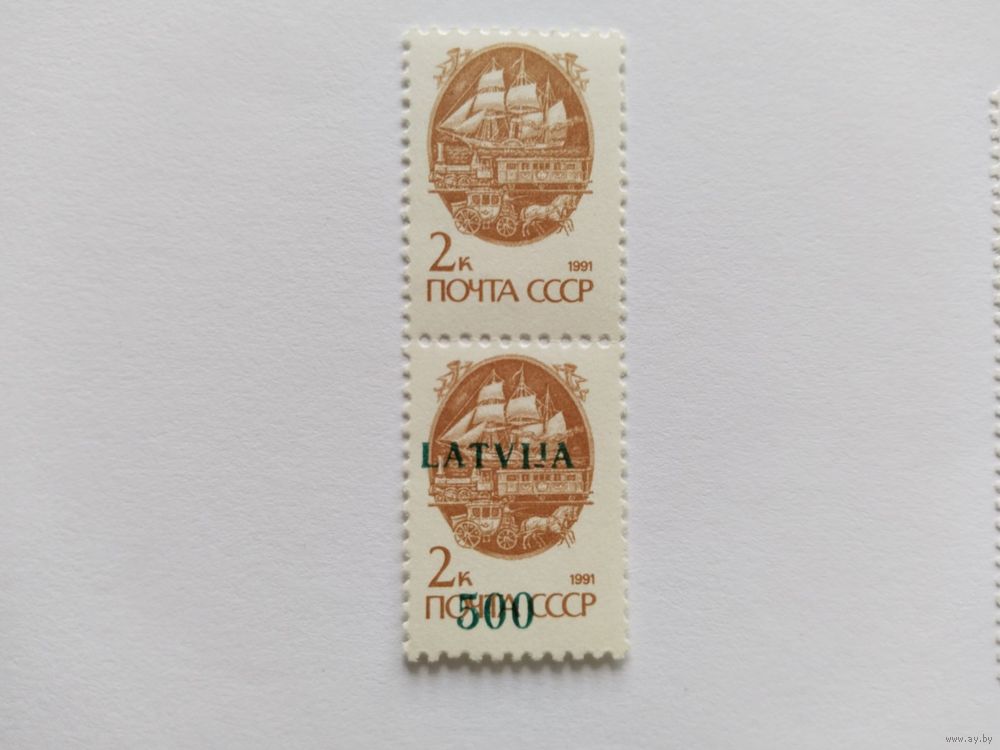 2к 1991
ПОЧТА СССР
LATVIJA
2к 1991
ПОЧТА СССР
500
www.ay.by